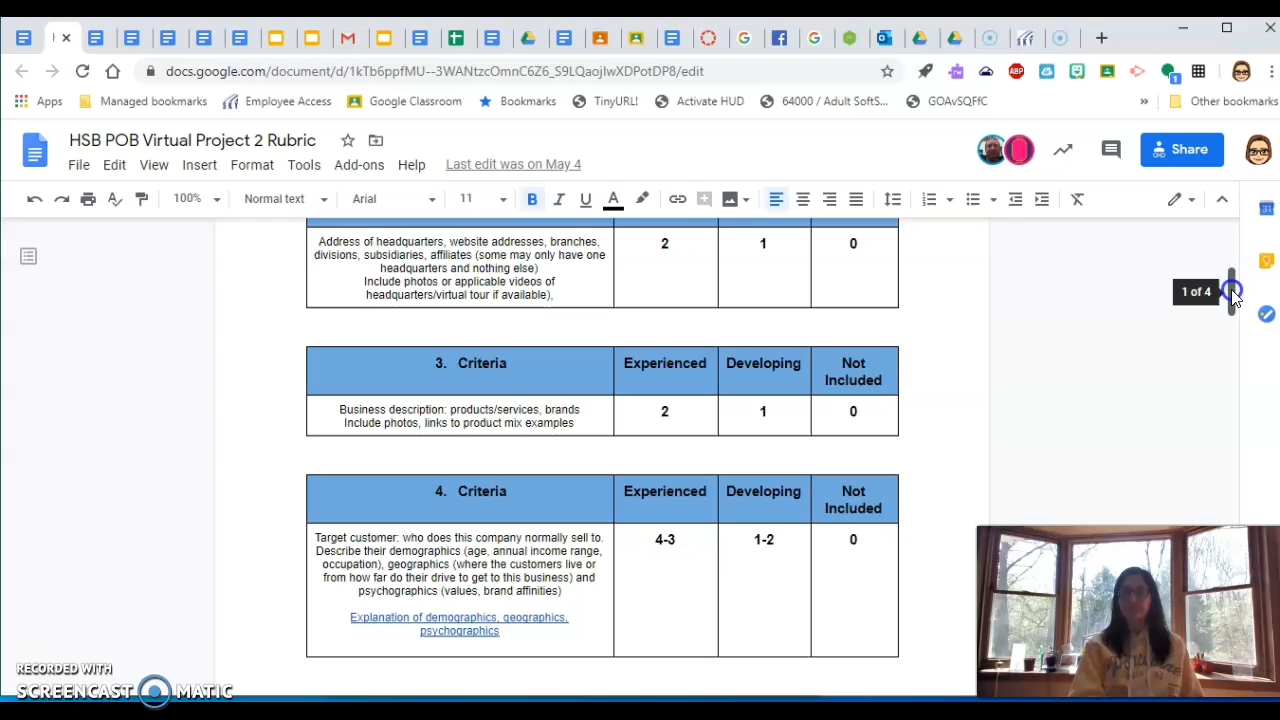 docs.google.com/document/d/1kTb6ppfMU--3WANtzcOmnC6Z6_S9LQaojIwXDPotDP8/edit
ABP
1
Apps
Managed bookmarks
Employee Access
Google Classroom
Bookmarks
TinyURL!
Activate HUD
64000 / Adult SoftS...
GOAvSQFfC
»
Other bookmarks
HSB POB Virtual Project 2 Rubric
Share
File Edit View Insert Format Tools Add-ons Help Last edit was on May 4
100% Normal text Arial 11 B I U A
Address of headquarters, website addresses, branches,
divisions, subsidiaries, affiliates (some may only have one
headquarters and nothing else)
Include photos or applicable videos of
headquarters/virtual tour if available),
2 1 0
1 of 4
3. Criteria Experienced Developing Not
Included
Business description: products/services, brands
Include photos, links to product mix examples
2 1 0
4. Criteria Experienced Developing Not
Included
Target customer: who does this company normally sell to.
Describe their demographics (age, annual income range,
occupation), geographics (where the customers live or
from how far do their drive to get to this business) and
psychographics (values, brand affinities)
Explanation of demographics, geographics,
psychographics
4-3 1-2 0
RECORDED WITH
SCREENCAST MATIC